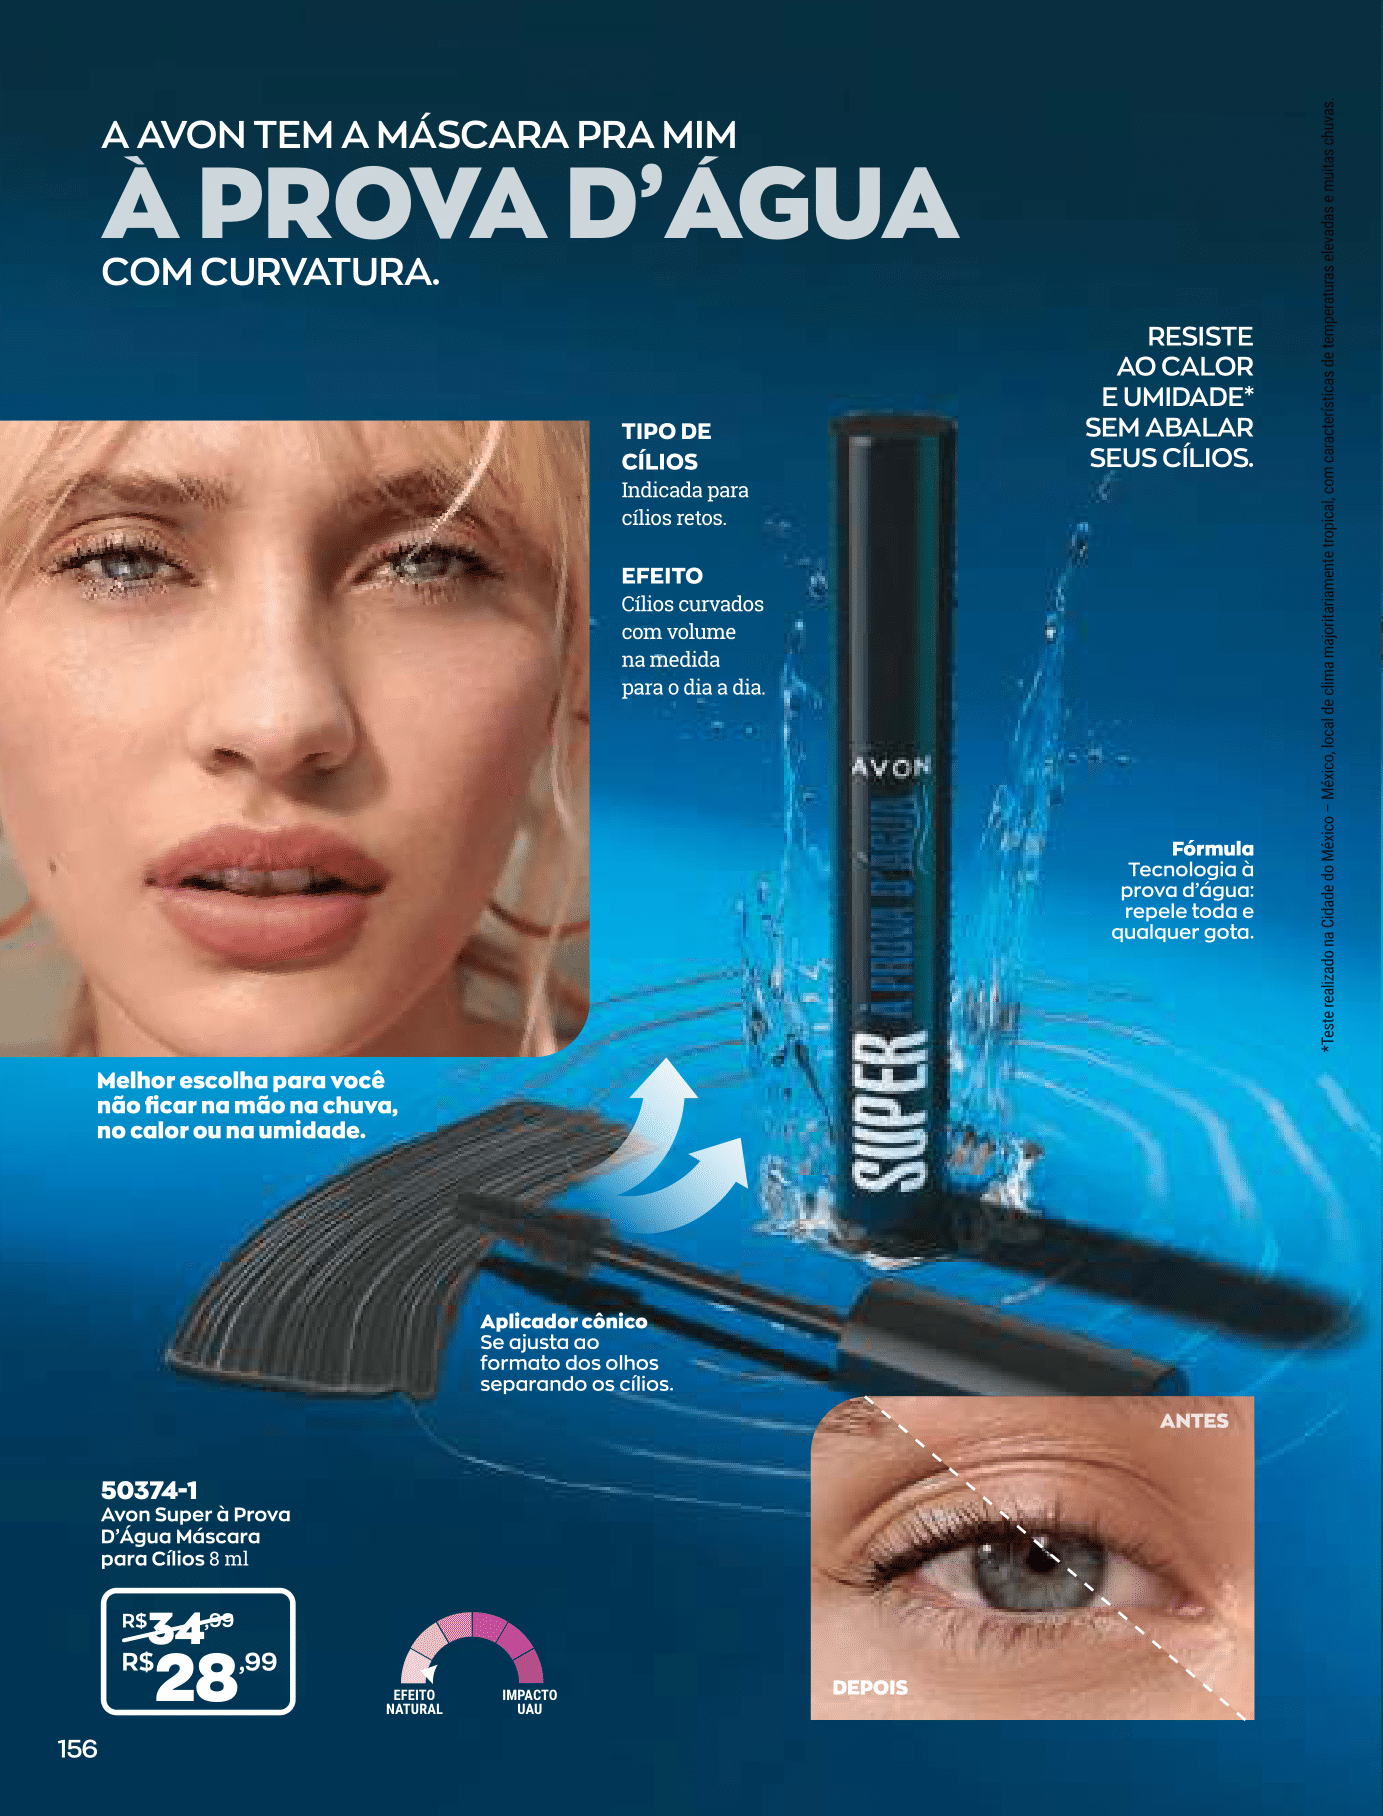 A AVON TEM A MÁSCARA PRA MIM
À PROVA D’ÁGUA
COM CURVATURA.
RESISTE
AO CALOR
E UMIDADE*
SEM ABALAR
SEUS CÍLIOS.
TIPO DE
CÍLIOS
Indicada para
cílios retos.
EFEITO
Cílios curvados
com volume
na medida
para o dia a dia.
AVON
À PROVA D'ÁGUA
SUPER
Fórmula
Tecnologia à
prova d’água:
repele toda e
qualquer gota.
*Teste realizado na Cidade do México – México, local de clima majoritariamente tropical, com características de temperaturas elevadas e muitas chuvas.
Melhor escolha para você
não ficar na mão na chuva,
no calor ou na umidade.
Aplicador cônico
Se ajusta ao
formato dos olhos
separando os cílios.
ANTES
DEPOIS
50374-1
Avon Super à Prova
D’Água Máscara
para Cílios 8 ml
R$34,99
R$28,99
EFEITO
NATURAL
IMPACTO
UAU
156